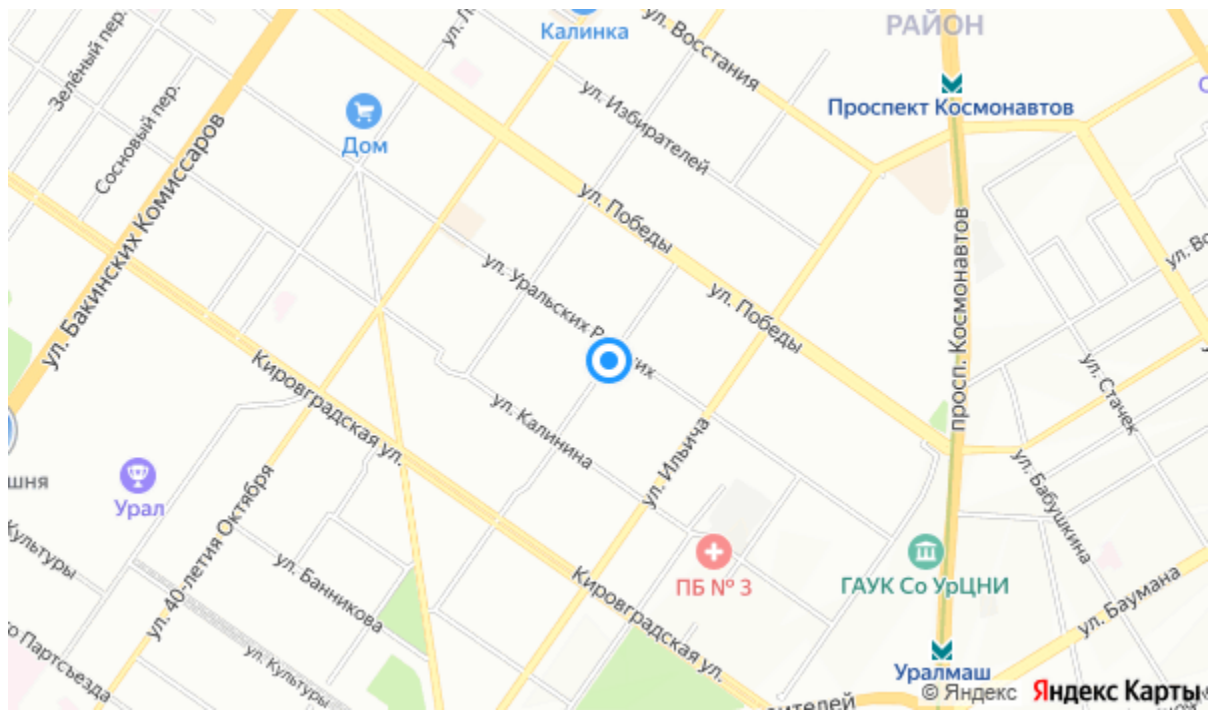 РАЙОН
Калинка
ул. Восстания
Зелёный пер.
Проспект Космонавтов
ул. Избирателей
Сосновый пер.
Дом
ул. Бакинских Комиссаров
ул. Победы
просп. Космонавтов
ул. Уральских Рабочих
ул. Победы
ул. Стачек
Кировградская ул.
ул. Калинина
ул. Ильича
ул. Бабушкина
шня
Урал
ул. 40-летия Октября
Культуры
ПБ № 3
ГАУК Со УрЦНИ
ул. Банникова
Кировградская ул.
ул. Баумана
ул. Культуры
Партсъезда
Уралмаш
© Яндекс Яндекс Карты